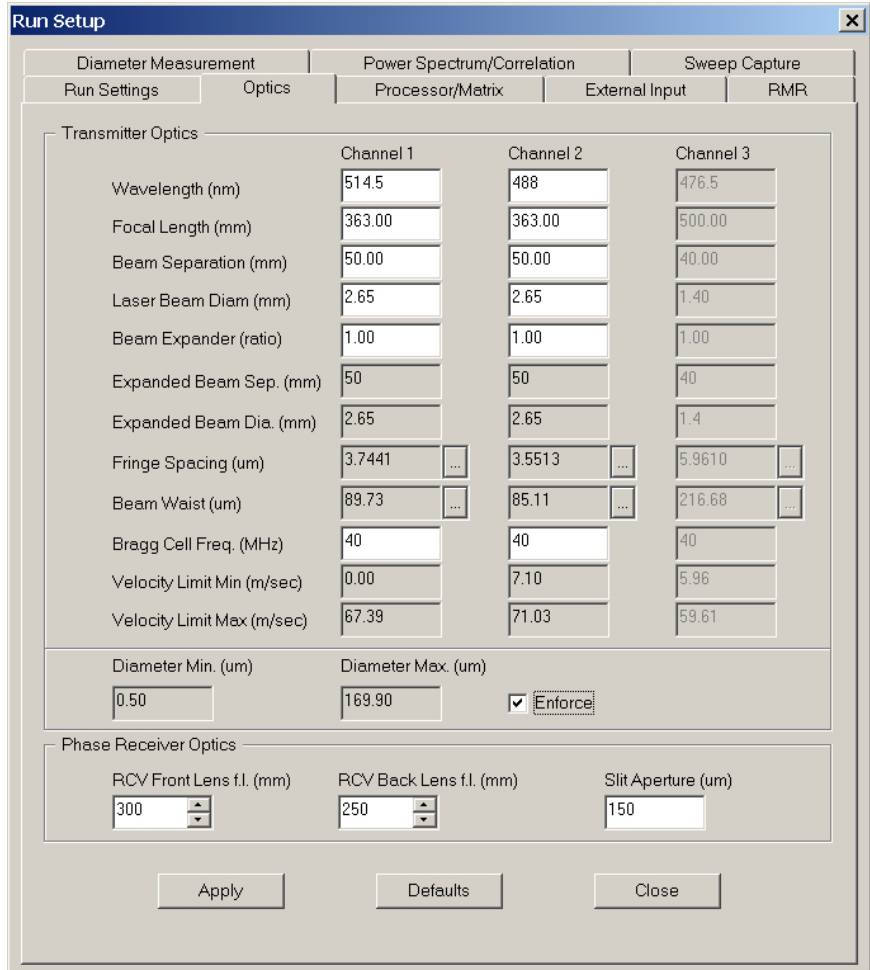 Run Setup
Diameter Measurement Power Spectrum/Correlation Sweep Capture
Run Settings Optics Processor/Matrix External Input RMR
Transmitter Optics
Channel 1 Channel 2 Channel 3
Wavelength (nm) 514.5 488 476.5
Focal Length (mm) 363.00 363.00 500.00
Beam Separation (mm) 50.00 50.00 40.00
Laser Beam Diam (mm) 2.65 2.65 1.40
Beam Expander (ratio) 1.00 1.00 1.00
Expanded Beam Sep. (mm) 50 50 40
Expanded Beam Dia. (mm) 2.65 2.65 1.4
Fringe Spacing (um) 3.7441 ... 3.5513 ... 5.9610 ...
Beam Waist (um) 89.73 ... 85.11 ... 216.68 ...
Bragg Cell Freq. (MHz) 40 40 40
Velocity Limit Min (m/sec) 0.00 7.10 5.96
Velocity Limit Max (m/sec) 67.39 71.03 59.61
Diameter Min. (um) Diameter Max. (um)
0.50 169.90 Enforce
Phase Receiver Optics
RCV Front Lens f.l. (mm) RCV Back Lens f.l. (mm) Slit Aperture (um)
300 250 150
Apply Defaults Close